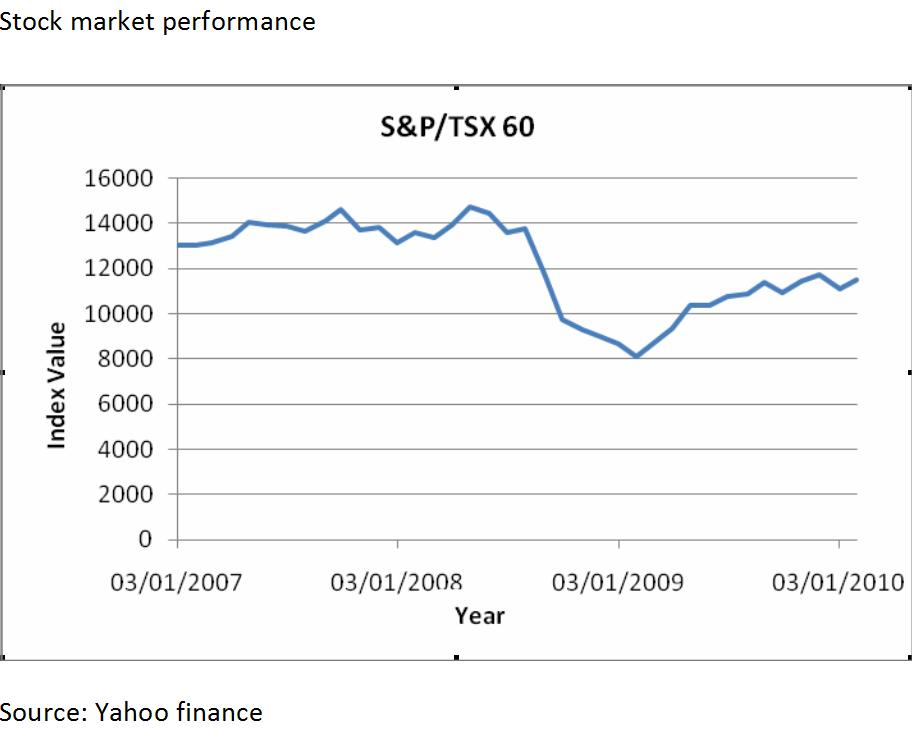 Stock market performance
S&P/TSX 60
16000
14000
12000
10000
8000
6000
4000
2000
0
Index Value
03/01/2007 03/01/2008 03/01/2009 03/01/2010
Year
Source: Yahoo finance